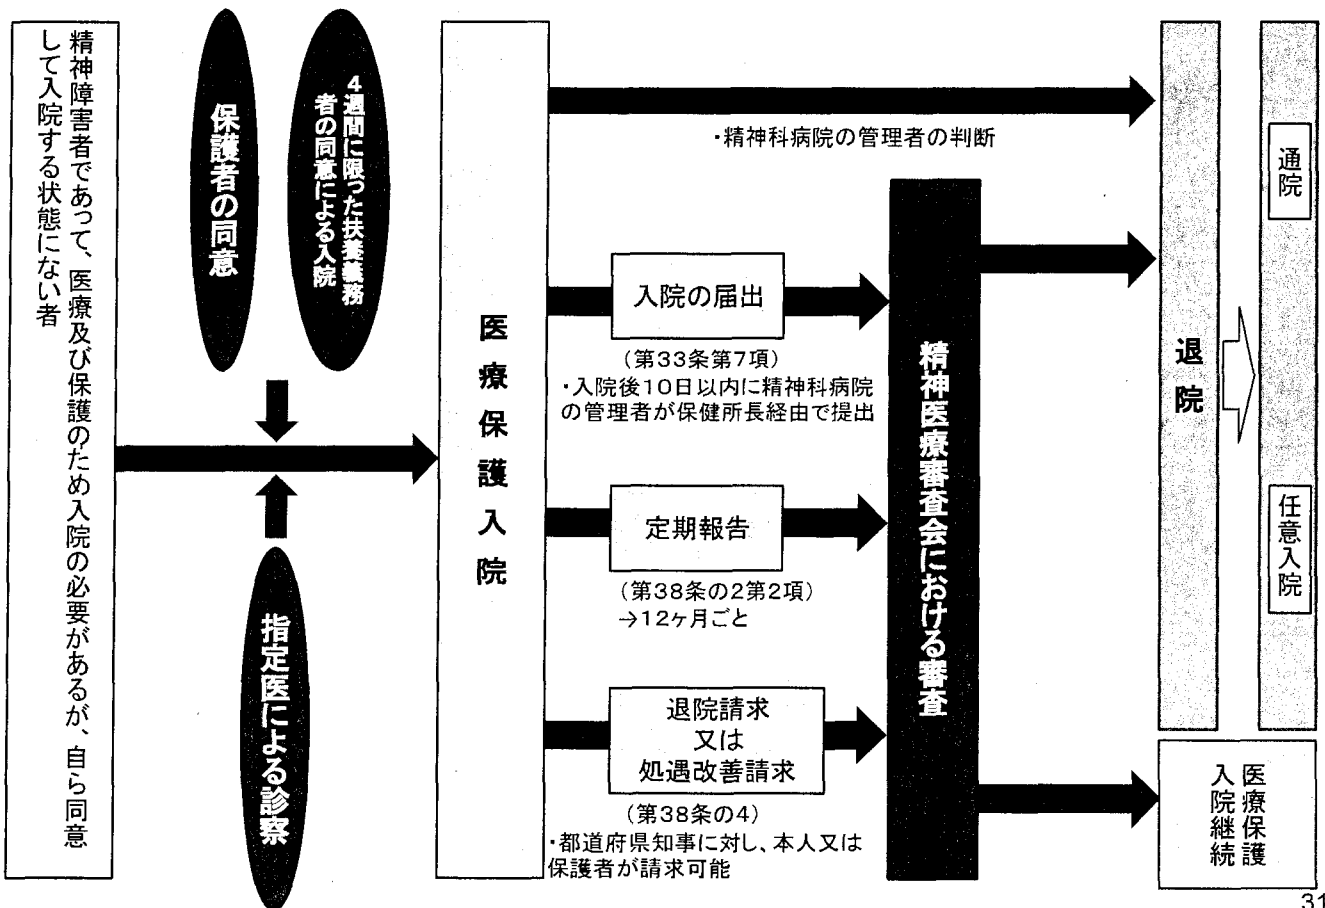 精神障害者であって、医療及び保護のため入院の必要があるが、自ら同意
して入院する状態にない者
保護者の同意
4週間に限った扶養義務
者の同意による入院
指定医による診察
医療保護入院
・精神科病院の管理者の判断
入院の届出
(第33条第7項)
・入院後10日以内に精神科病院
の管理者が保健所長経由で提出
定期報告
(第38条の2第2項)
→12ヶ月ごと
退院請求
又は
処遇改善請求
(第38条の4)
・都道府県知事に対し、本人又は
保護者が請求可能
精神医療審査会における審査
退院
通院
任意入院
医療保護
入院継続
31